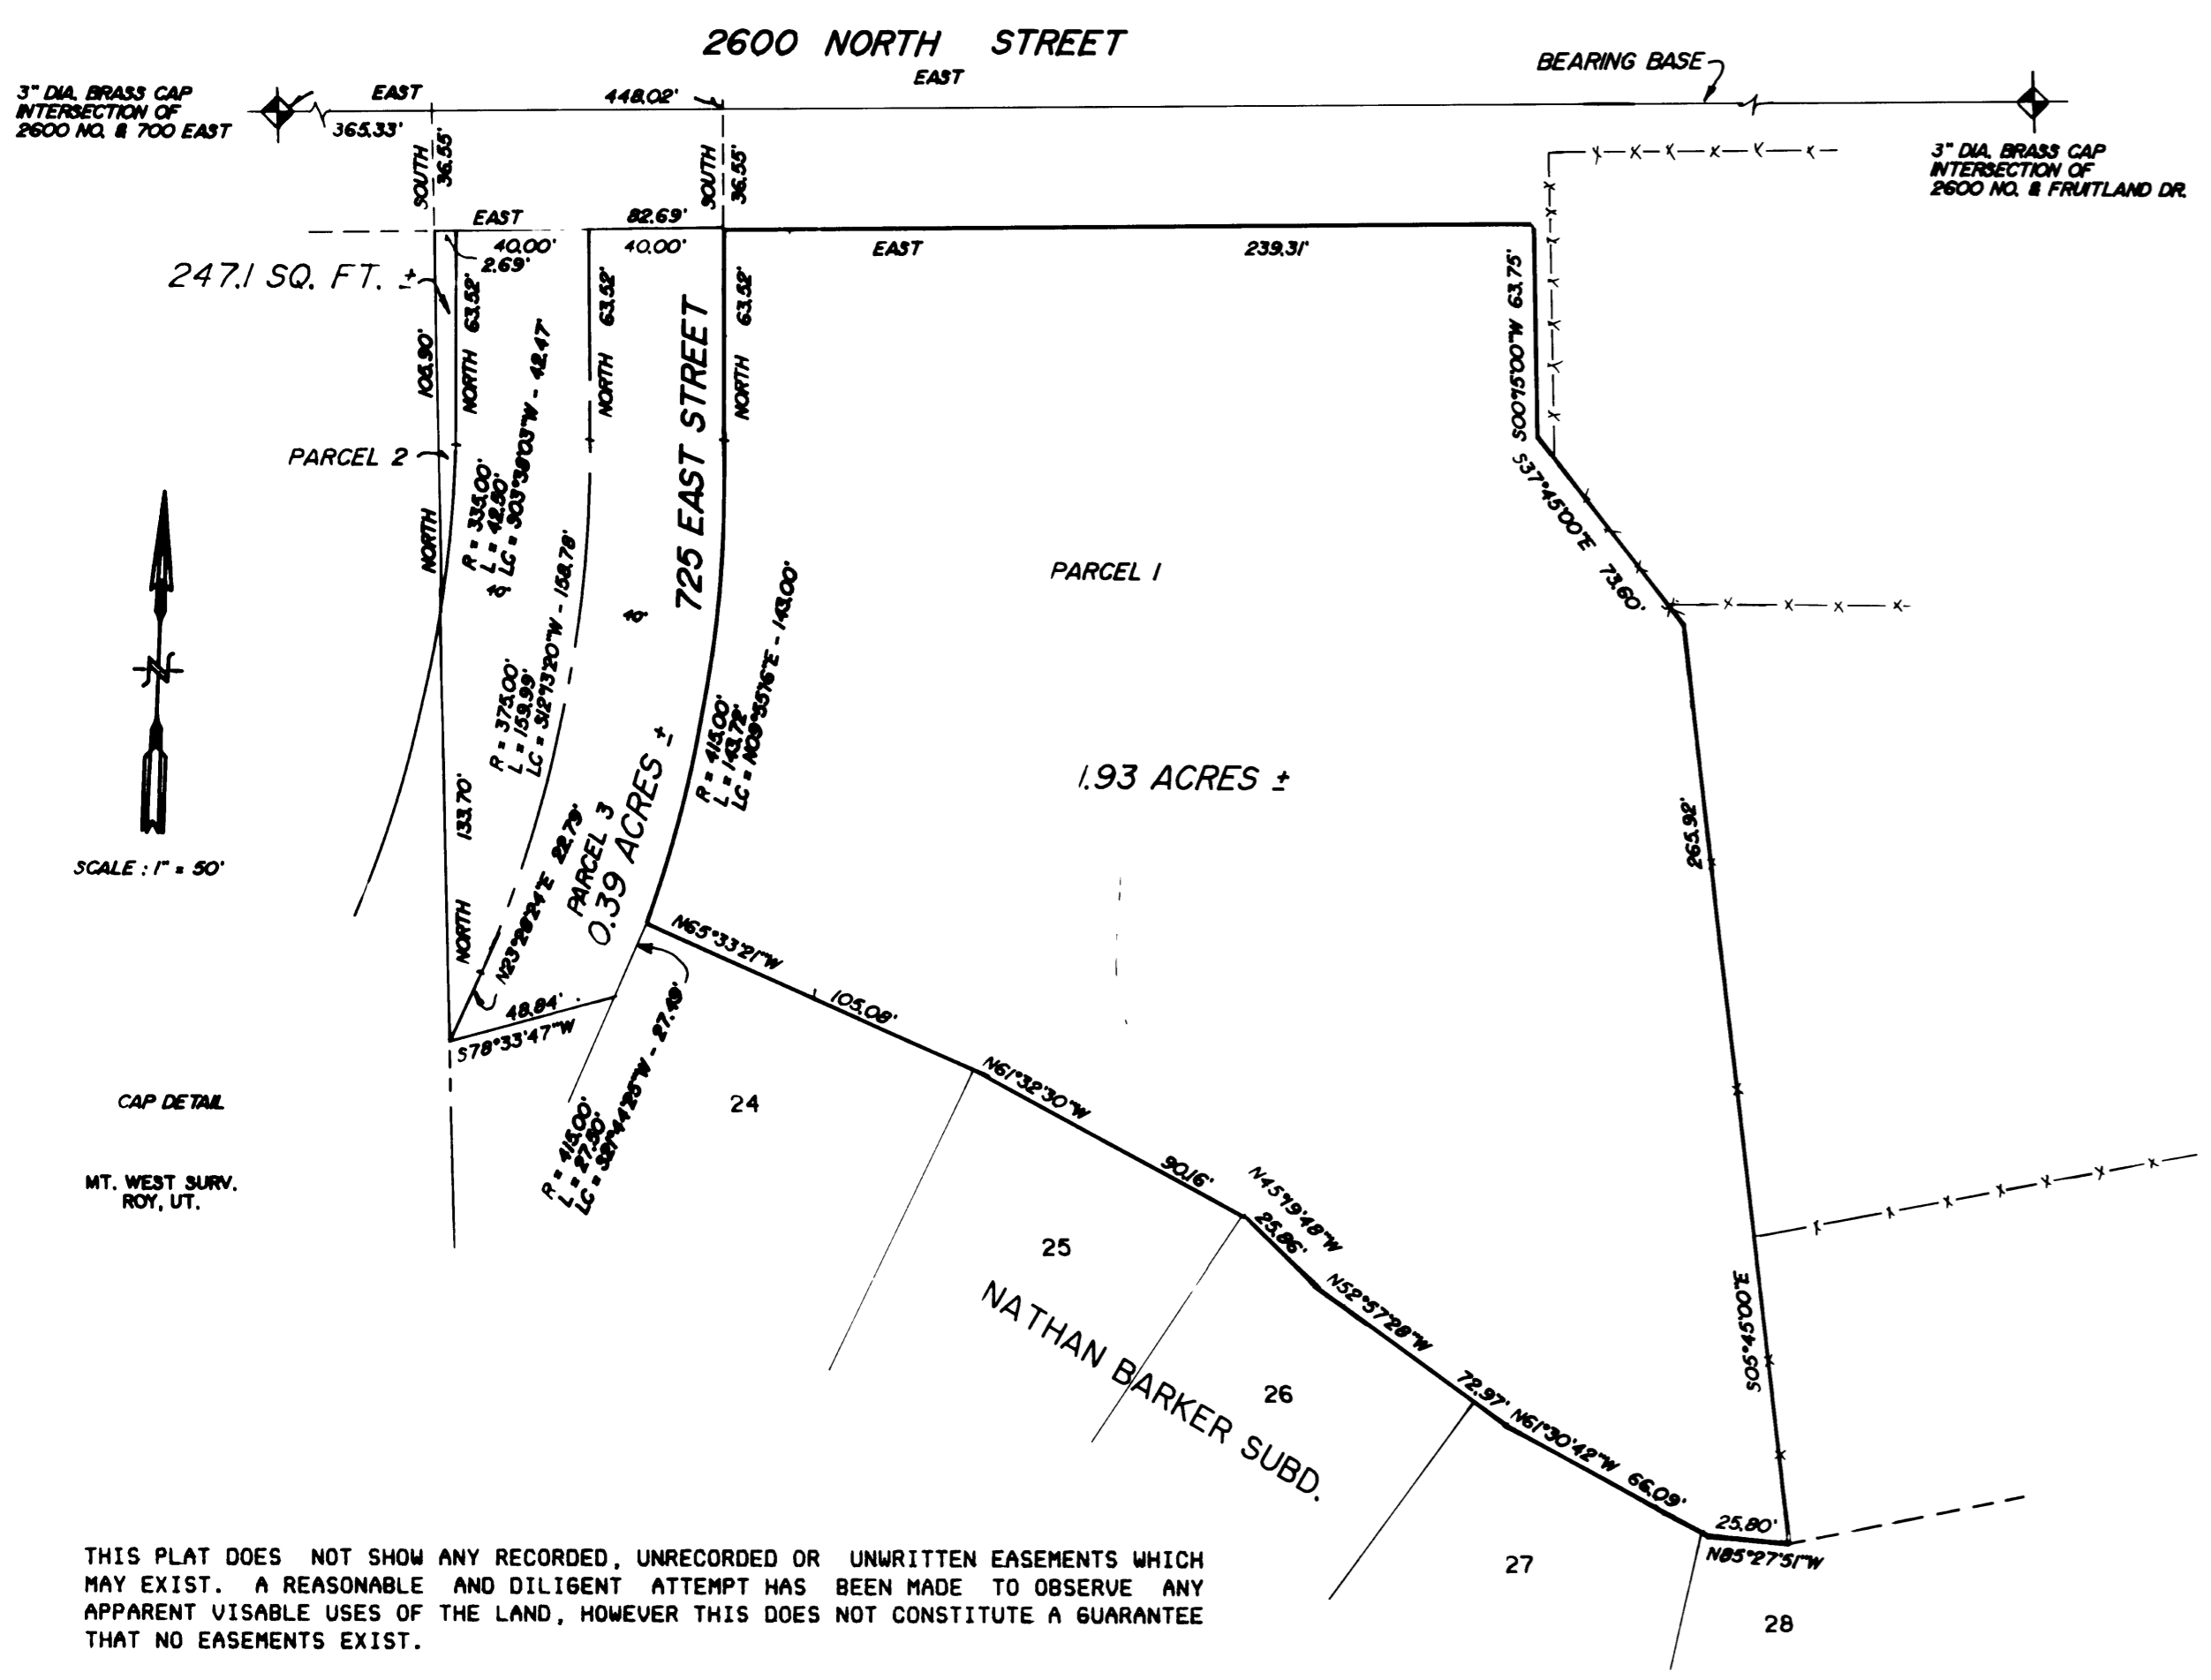 2600 NORTH STREET
EAST
BEARING BASE
3" DIA. BRASS CAP
INTERSECTION OF
2600 NO. & 700 EAST
EAST
365.33'
448.02'
3" DIA. BRASS CAP
INTERSECTION OF
2600 NO. & FRUITLAND DR.
SOUTH
36.55'
SOUTH
36.55'
EAST
82.69'
40.00'
40.00'
2.69'
EAST
239.31'
247.1 SQ. FT. ±
106.90'
NORTH
NORTH 63.52'
NORTH 63.52'
NORTH 63.52'
S00°15'00"W 63.75'
PARCEL 2
R = 335.00'
L = 42.50'
LC = S03°38'03"W - 42.47'
40'
40'
725 EAST STREET
R = 375.00'
L = 159.99'
LC = S12°13'20"W - 158.78'
R = 415.00'
L = 143.72'
LC = N09°55'16"E - 143.00'
PARCEL 1
1.93 ACRES ±
S37°45'00"E 73.60'
265.92'
S05°45'00"E
SCALE : 1" = 50'
NORTH 133.70'
N23°28'24"E 22.79'
PARCEL 3
0.39 ACRES ±
48.84'
S78°33'47"W
N65°33'21"W
105.08'
R = 415.00'
L = 27.50'
LC = S21°44'25"W - 27.49'
N61°32'30"W
90.16'
N45°19'48"W
25.86'
N52°57'28"W
72.97'
N61°30'42"W 66.09'
25.80'
N85°27'51"W
CAP DETAIL
MT. WEST SURV.
ROY, UT.
24
25
26
27
28
NATHAN BARKER SUBD.
THIS PLAT DOES NOT SHOW ANY RECORDED, UNRECORDED OR UNWRITTEN EASEMENTS WHICH
MAY EXIST. A REASONABLE AND DILIGENT ATTEMPT HAS BEEN MADE TO OBSERVE ANY
APPARENT VISABLE USES OF THE LAND, HOWEVER THIS DOES NOT CONSTITUTE A GUARANTEE
THAT NO EASEMENTS EXIST.